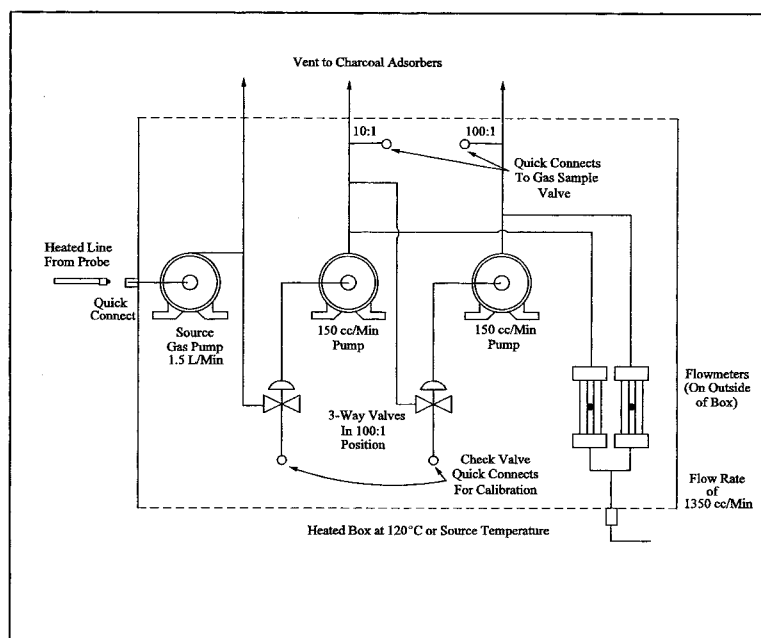 Vent to Charcoal Adsorbers
10:1
100:1
Quick Connects
To Gas Sample
Valve
Heated Line
From Probe
Quick
Connect
Source
Gas Pump
1.5 L/Min
150 cc/Min
Pump
150 cc/Min
Pump
3-Way Valves
In 100:1
Position
Check Valve
Quick Connects
For Calibration
Flowmeters
(On Outside
of Box)
Flow Rate
of
1350 cc/Min
Heated Box at 120°C or Source Temperature